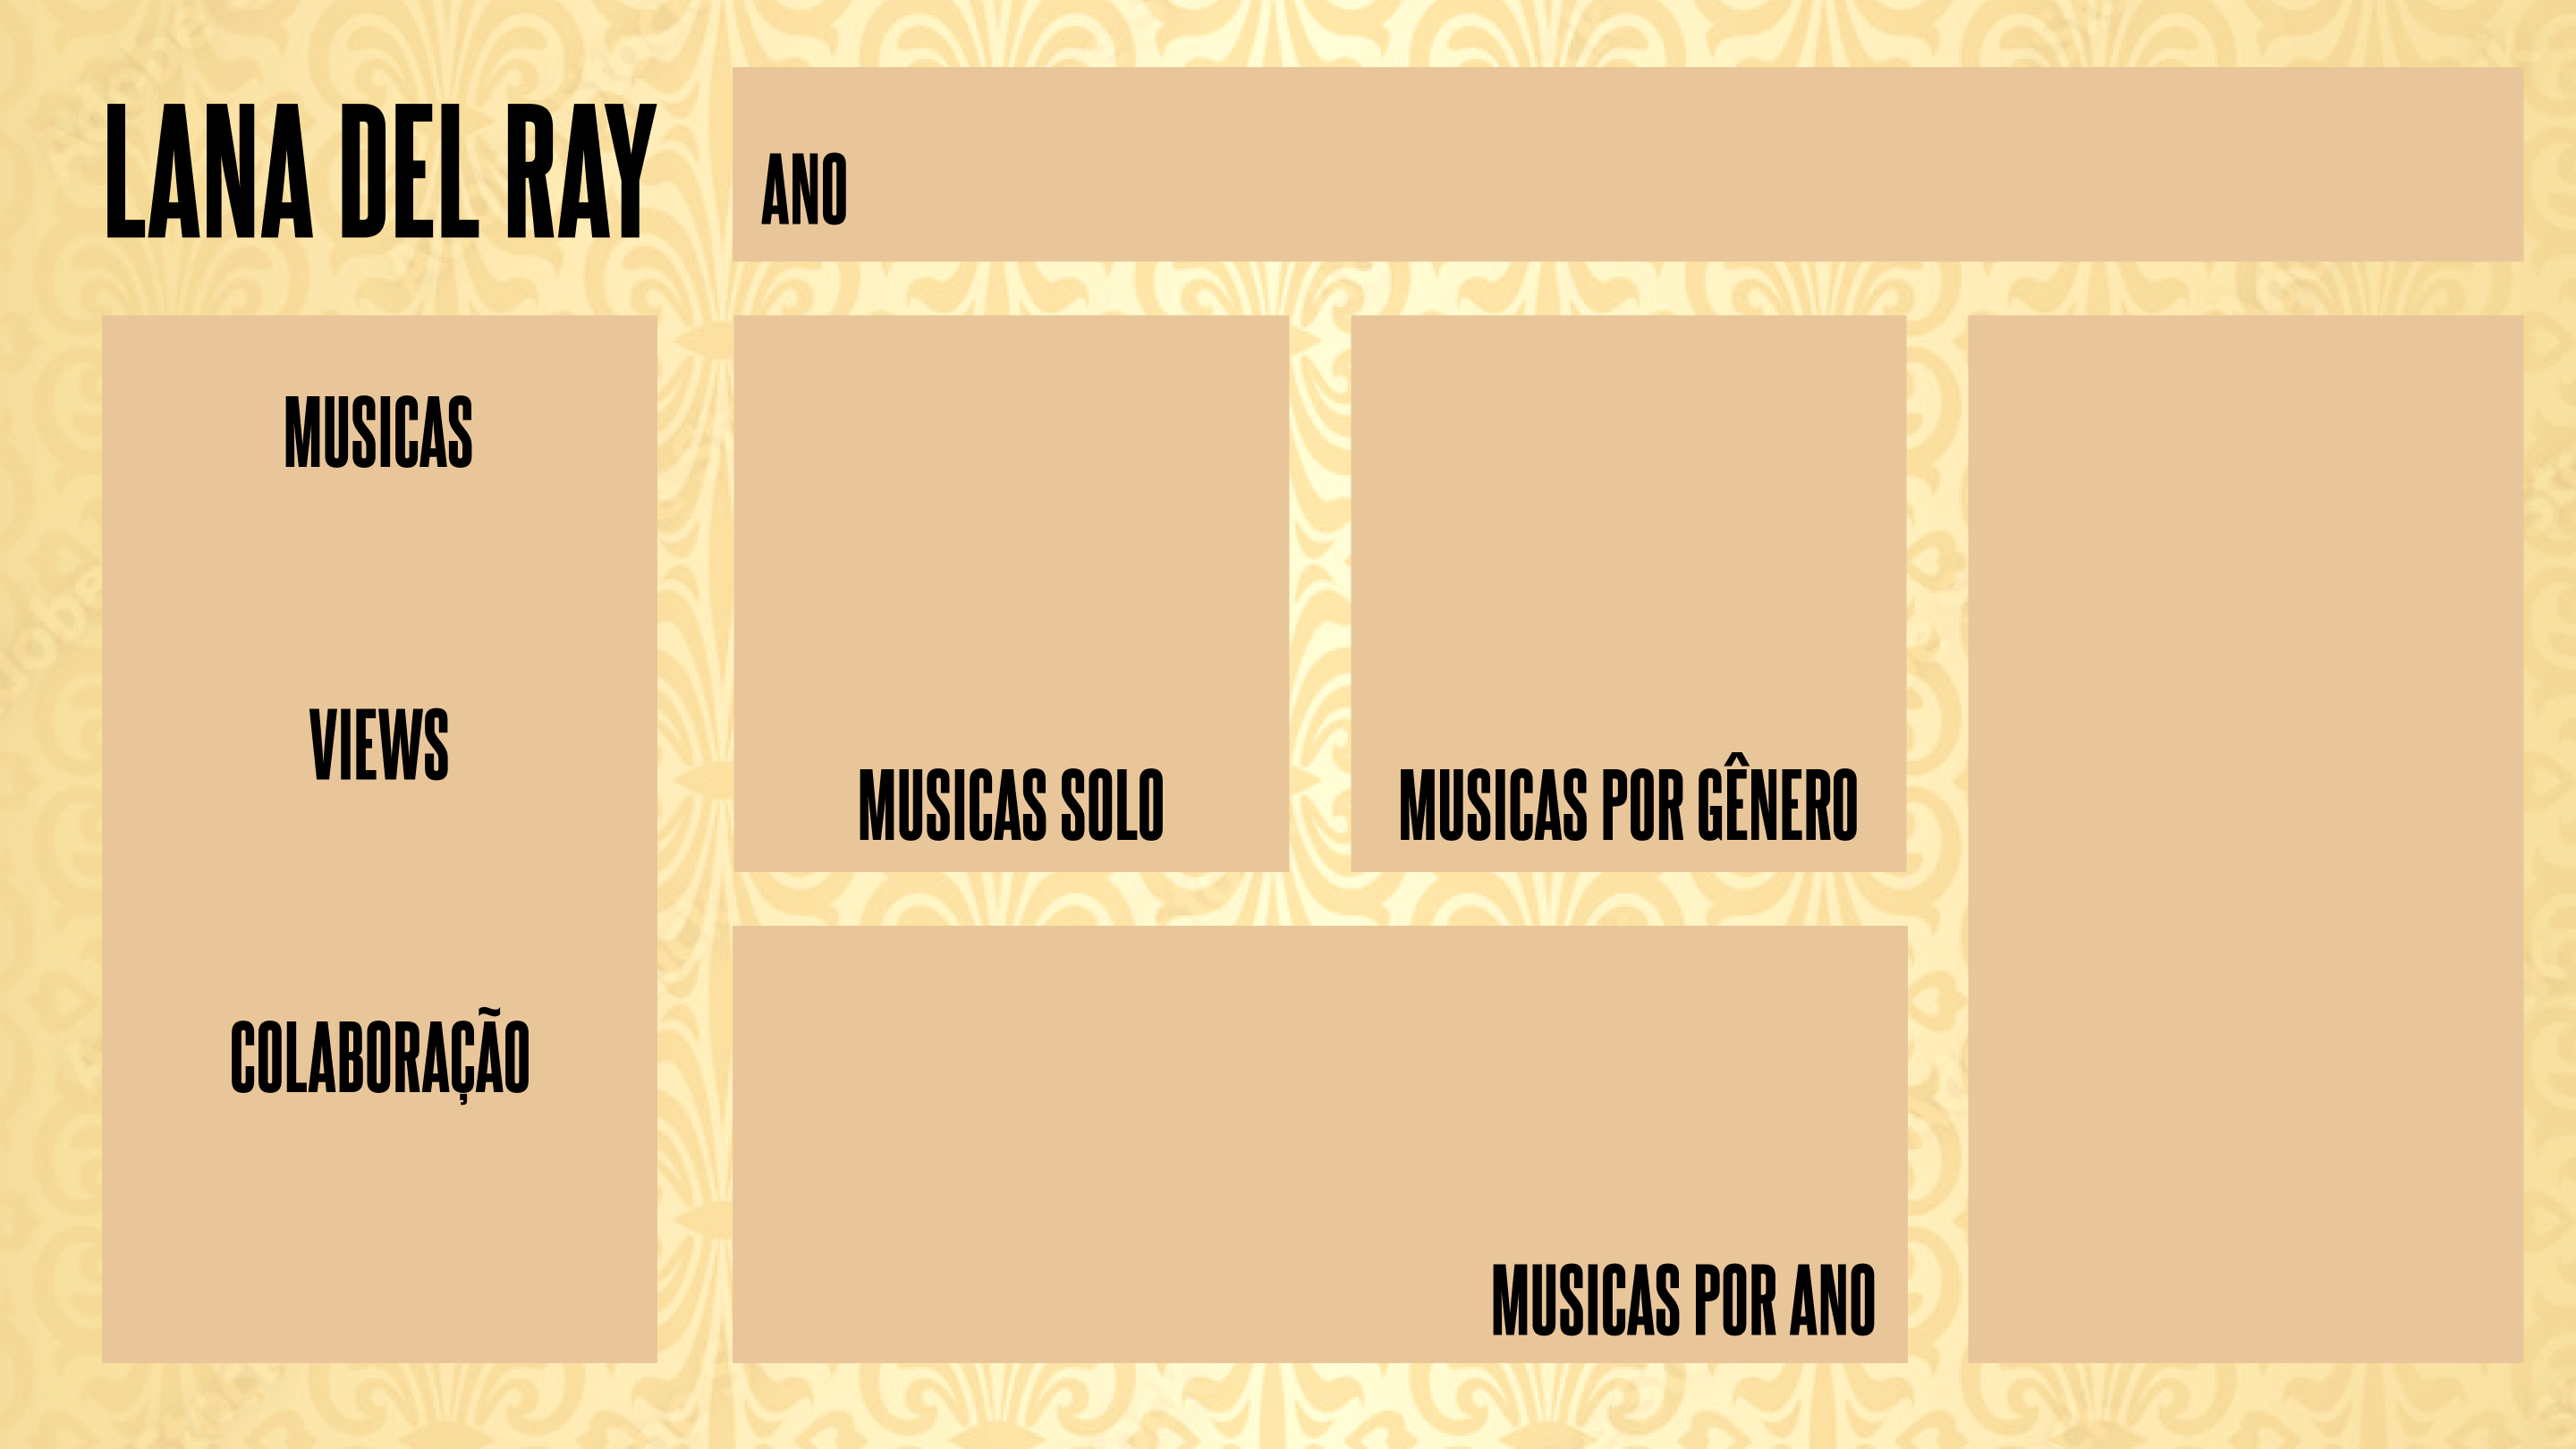 LANA DEL RAY
ANO
MUSICAS
VIEWS
COLABORAÇÃO
MUSICAS SOLO
MUSICAS POR GÊNERO
MUSICAS POR ANO